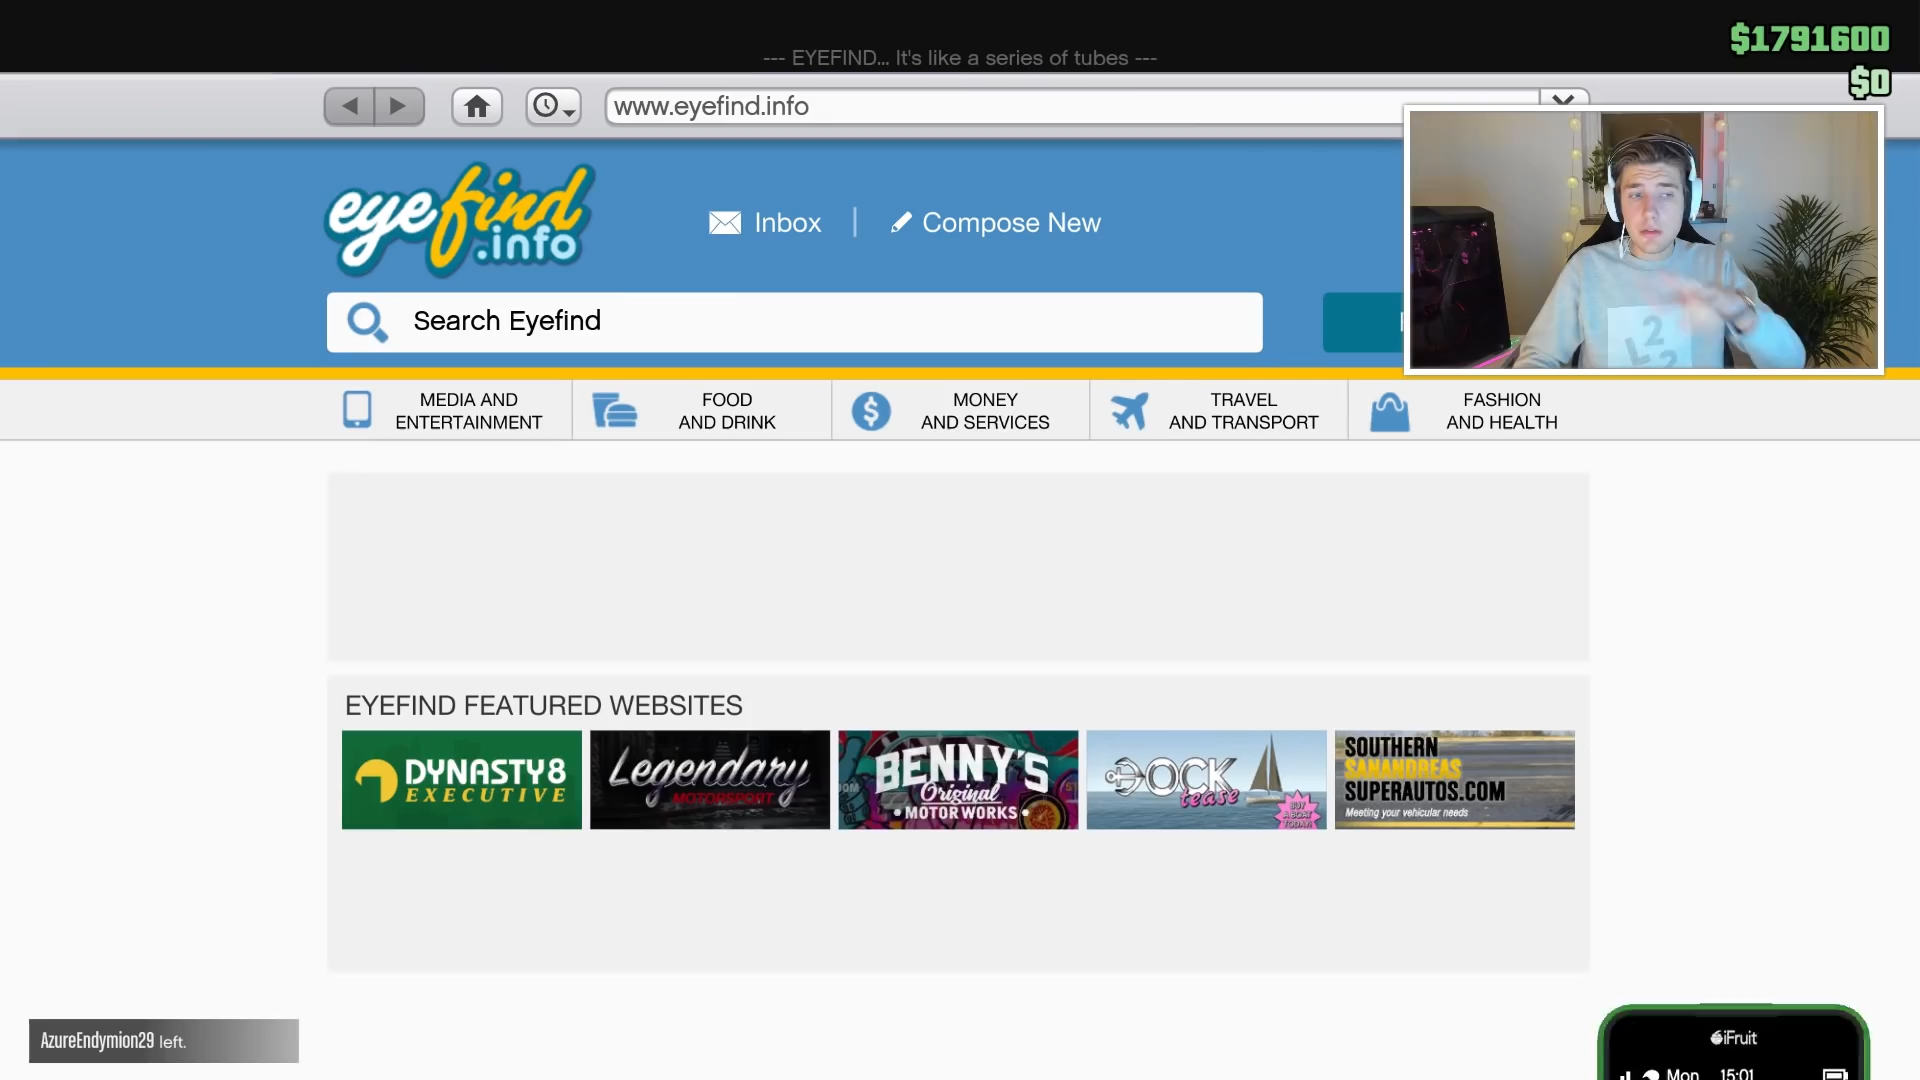 $1791600
--- EYEFIND... It's like a series of tubes ---
$0
www.eyefind.info
eyefind
.info
Inbox
Compose New
Search Eyefind
MEDIA AND
ENTERTAINMENT
FOOD
AND DRINK
MONEY
AND SERVICES
TRAVEL
AND TRANSPORT
FASHION
AND HEALTH
EYEFIND FEATURED WEBSITES
DYNASTY8
EXECUTIVE
Legendary
MOTORSPORT
BENNY'S
Original
• MOTOR WORKS •
DOCK
tease
BUY
A BOAT
TODAY!
SOUTHERN
SANANDREAS
SUPERAUTOS.COM
Meeting your vehicular needs
AzureEndymion29 left.
iFruit
Mon 15:01